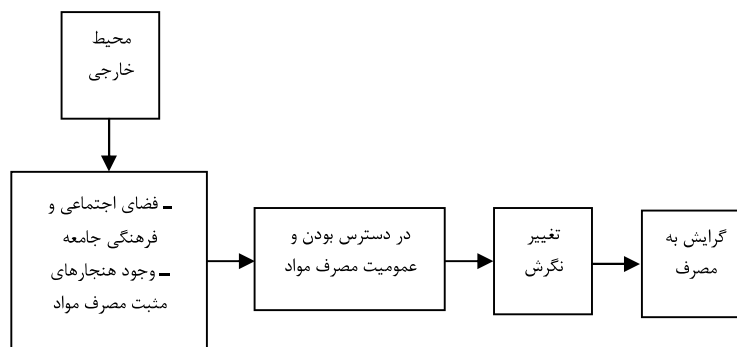 محیط
خارجی
- فضای اجتماعی و
فرهنگی جامعه
- وجود هنجارهای
مثبت مصرف مواد
در دسترس بودن و
عمومیت مصرف مواد
تغییر
نگرش
گرایش به
مصرف